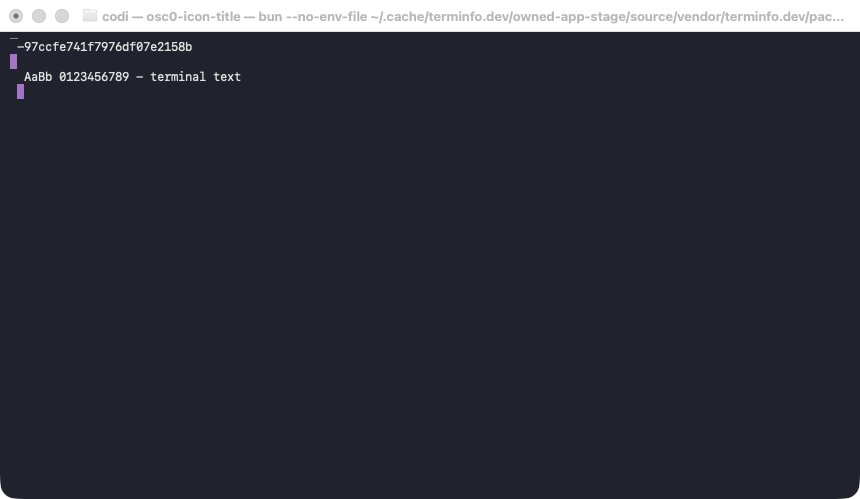 codi — osc0-icon-title — bun --no-env-file ~/.cache/terminfo.dev/owned-app-stage/source/vendor/terminfo.dev/pac...
-97ccfe741f7976df07e2158b
AaBb 0123456789 — terminal text